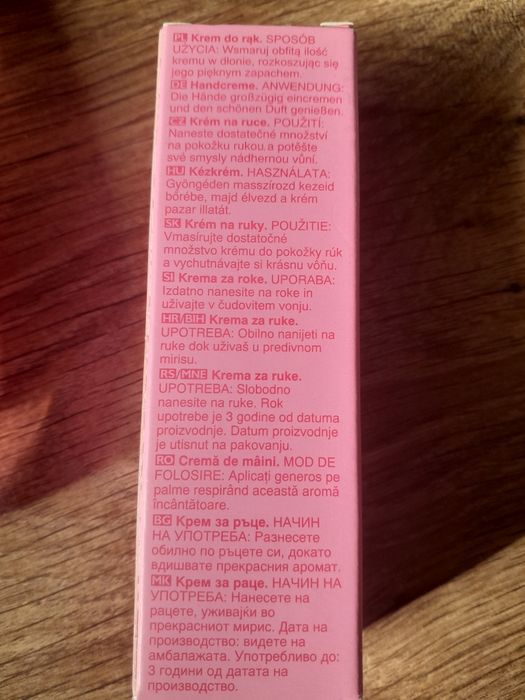 PL Krem do rąk. SPOSÓB
UŻYCIA: Wsmaruj obfitą ilość
kremu w dłonie, rozkoszując się
jego pięknym zapachem.
DE Handcreme. ANWENDUNG:
Die Hände großzügig eincremen
und den schönen Duft genießen.
CZ Krém na ruce. POUŽITÍ:
Naneste dostatečné množství
na pokožku rukou a potěšte
své smysly nádhernou vůní.
HU Kézkrém. HASZNÁLATA:
Gyöngéden masszírozd kezeid
bőrébe, majd élvezd a krém
pazar illatát.
SK Krém na ruky. POUŽITIE:
Vmasírujte dostatočné
množstvo krému do pokožky rúk
a vychutnávajte si krásnu vôňu.
SI Krema za roke. UPORABA:
Izdatno nanesite na roke in
uživajte v čudovitem vonju.
HR/BIH Krema za ruke.
UPOTREBA: Obilno nanijeti na
ruke dok uživaš u predivnom
mirisu.
RS/MNE Krema za ruke.
UPOTREBA: Slobodno
nanesite na ruke. Rok
upotrebe je 3 godine od datuma
proizvodnje. Datum proizvodnje
je utisnut na pakovanju.
RO Cremă de mâini. MOD DE
FOLOSIRE: Aplicați generos pe
palme respirând această aromă
încântătoare.
BG Крем за ръце. НАЧИН
НА УПОТРЕБА: Разнесете
обилно по ръцете си, докато
вдишвате прекрасния аромат.
MK Крем за раце. НАЧИН НА
УПОТРЕБА: Нанесете на
рацете, уживајќи во
прекрасниот мирис. Дата на
производство: видете на
амбалажата. Употребливо до:
3 години од датата на
производство.